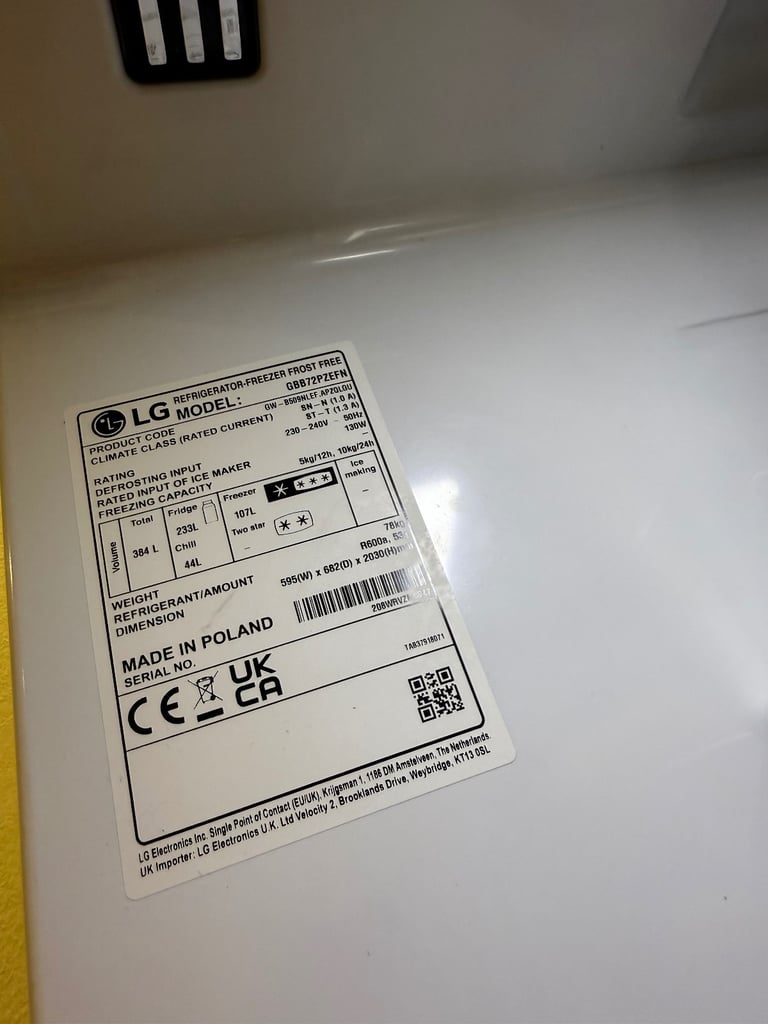 REFRIGERATOR-FREEZER FROST FREE
LG MODEL: GBB72PZEFN
PRODUCT CODE GW-B509NLEF.APZQLGU
CLIMATE CLASS (RATED CURRENT) SN-N (1.0 A)
ST-T (1.3 A)
RATING 230-240V ~ 50Hz
DEFROSTING INPUT 130W
RATED INPUT OF ICE MAKER
FREEZING CAPACITY 5kg/12h, 10kg/24h
Volume
Total
384 L
Fridge
233L
Chill
44L
Freezer
107L
Two star
-
Ice making
-
WEIGHT 78kg
REFRIGERANT/AMOUNT R600a,
DIMENSION 595(W) x 682(D) x 2030(H)
MADE IN POLAND
SERIAL NO.
TAB37918071
CE UK CA
LG Electronics Inc. Single Point of Contact (EU/UK), Krijgsman 1, 1186 DM Amstelveen, The Netherlands.
UK Importer: LG Electronics U.K. Ltd Velocity 2, Brooklands Drive, Weybridge, KT13 0SL